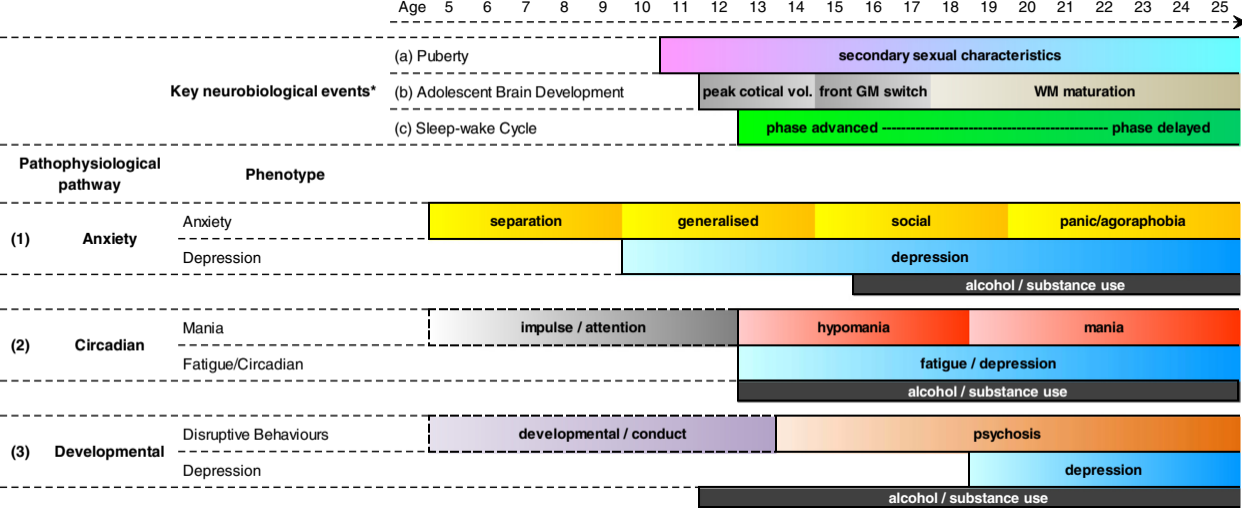 Age 5 6 7 8 9 10 11 12 13 14 15 16 17 18 19 20 21 22 23 24 25
(a) Puberty secondary sexual characteristics
Key neurobiological events* (b) Adolescent Brain Development peak cotical vol. front GM switch WM maturation
(c) Sleep-wake Cycle phase advanced ---------------------------------------------------- phase delayed
Pathophysiological
pathway
Phenotype
Anxiety separation generalised social panic/agoraphobia
(1) Anxiety
Depression depression
alcohol / substance use
Mania impulse / attention hypomania mania
(2) Circadian
Fatigue/Circadian fatigue / depression
alcohol / substance use
Disruptive Behaviours developmental / conduct psychosis
(3) Developmental
Depression depression
alcohol / substance use